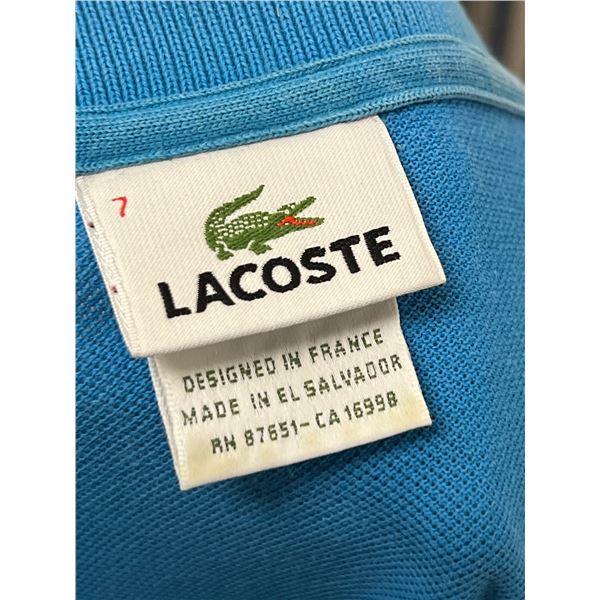 7
LACOSTE
DESIGNED IN FRANCE
MADE IN EL SALVADOR
RN 87651-CA 16998